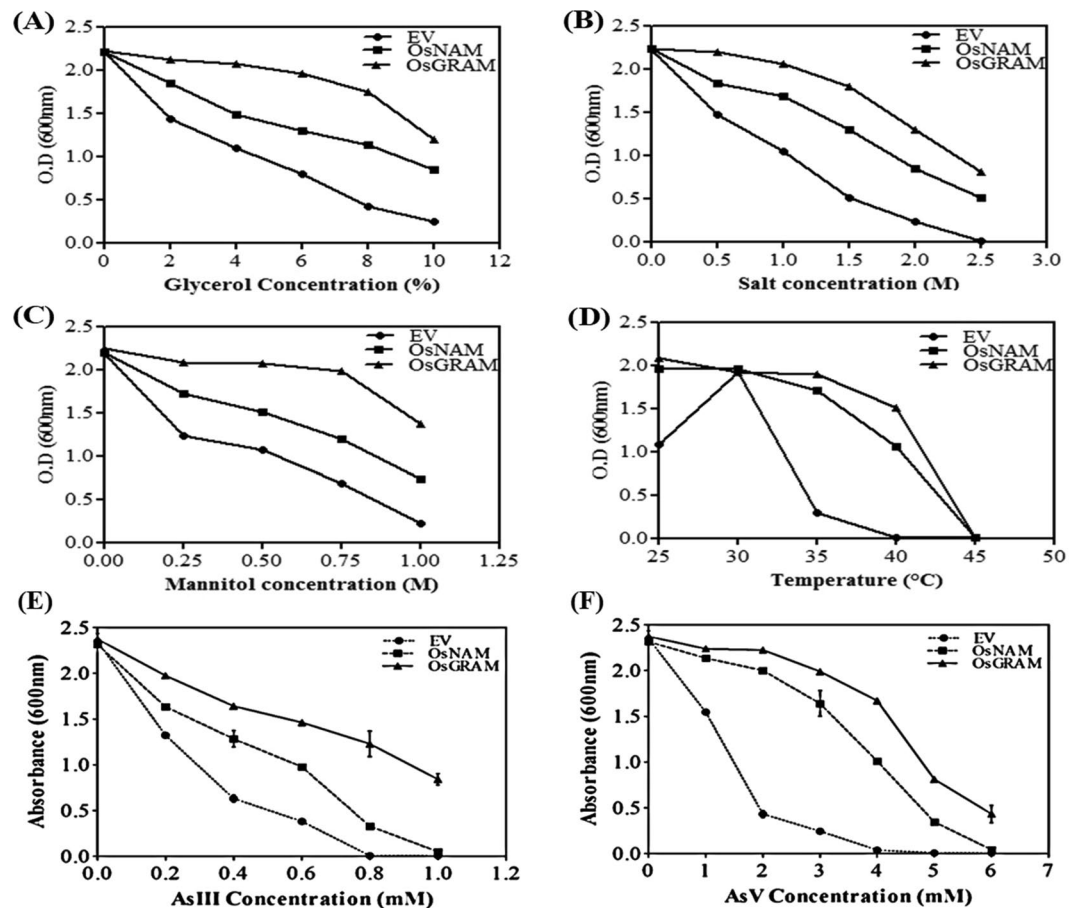 (A)
EV
OsNAM
OsGRAM
O.D (600nm)
2.5
2.0
1.5
1.0
0.5
0.0
0 2 4 6 8 10 12
Glycerol Concentration (%)
(B)
EV
OsNAM
OsGRAM
O.D (600nm)
2.5
2.0
1.5
1.0
0.5
0.0
0.0 0.5 1.0 1.5 2.0 2.5 3.0
Salt concentration (M)
(C)
EV
OsNAM
OsGRAM
O.D (600nm)
2.5
2.0
1.5
1.0
0.5
0.0
0.00 0.25 0.50 0.75 1.00 1.25
Mannitol concentration (M)
(D)
EV
OsNAM
OsGRAM
O.D (600nm)
2.5
2.0
1.5
1.0
0.5
0.0
25 30 35 40 45 50
Temperature (°C)
(E)
EV
OsNAM
OsGRAM
Absorbance (600nm)
2.5
2.0
1.5
1.0
0.5
0.0
0.0 0.2 0.4 0.6 0.8 1.0 1.2
AsIII Concentration (mM)
(F)
EV
OsNAM
OsGRAM
Absorbance (600nm)
2.5
2.0
1.5
1.0
0.5
0.0
0 1 2 3 4 5 6 7
AsV Concentration (mM)